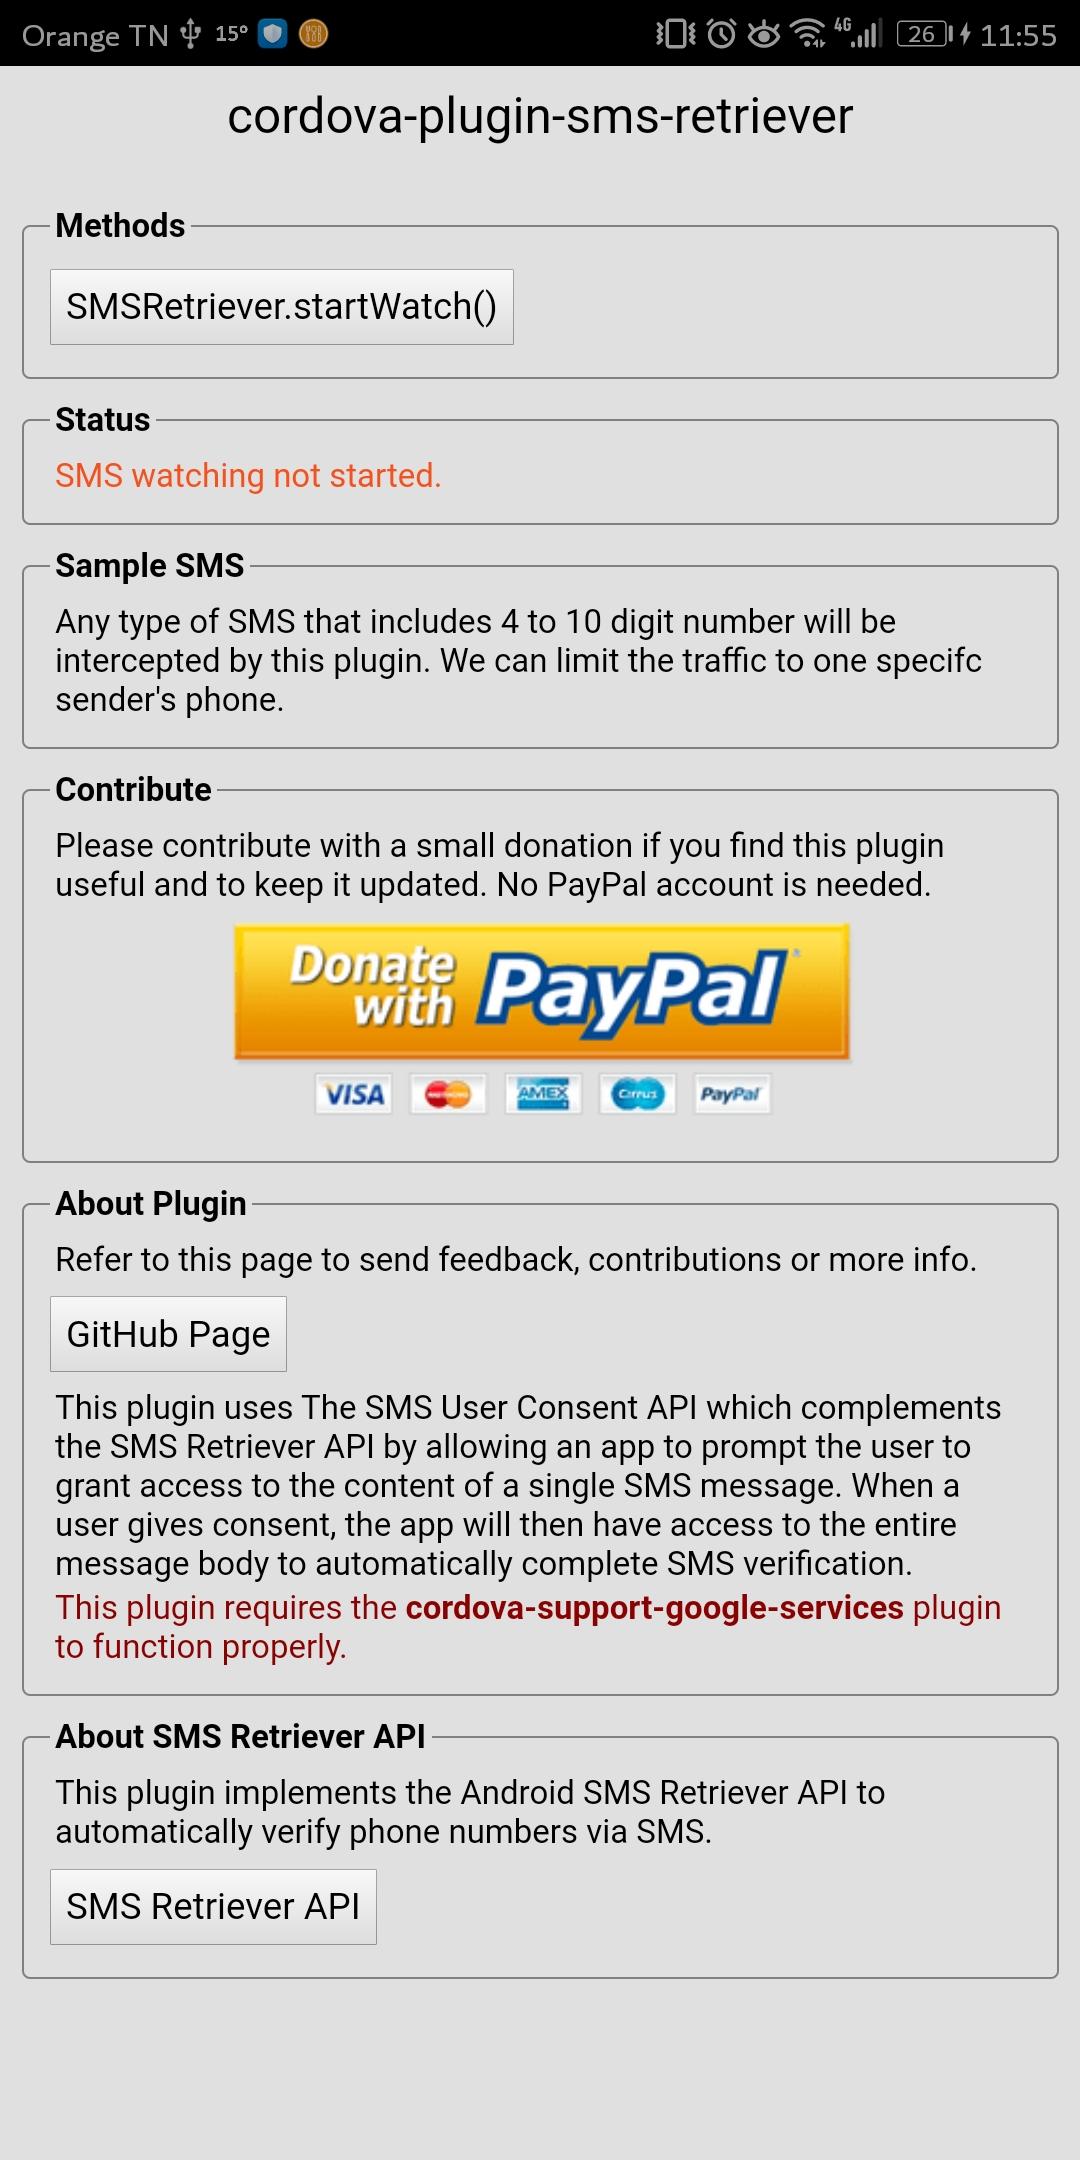 Orange TN 15° 4G 26 11:55
cordova-plugin-sms-retriever
Methods
SMSRetriever.startWatch()
Status
SMS watching not started.
Sample SMS
Any type of SMS that includes 4 to 10 digit number will be
intercepted by this plugin. We can limit the traffic to one specifc
sender's phone.
Contribute
Please contribute with a small donation if you find this plugin
useful and to keep it updated. No PayPal account is needed.
Donate
with PayPal
VISA AMEX Cirrus PayPal
About Plugin
Refer to this page to send feedback, contributions or more info.
GitHub Page
This plugin uses The SMS User Consent API which complements
the SMS Retriever API by allowing an app to prompt the user to
grant access to the content of a single SMS message. When a
user gives consent, the app will then have access to the entire
message body to automatically complete SMS verification.
This plugin requires the cordova-support-google-services plugin
to function properly.
About SMS Retriever API
This plugin implements the Android SMS Retriever API to
automatically verify phone numbers via SMS.
SMS Retriever API